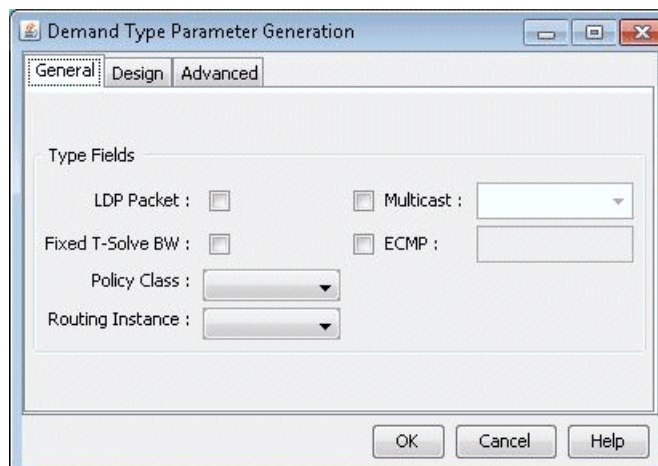 Demand Type Parameter Generation
General Design Advanced
Type Fields
LDP Packet : Multicast :
Fixed T-Solve BW : ECMP :
Policy Class :
Routing Instance :
OK Cancel Help